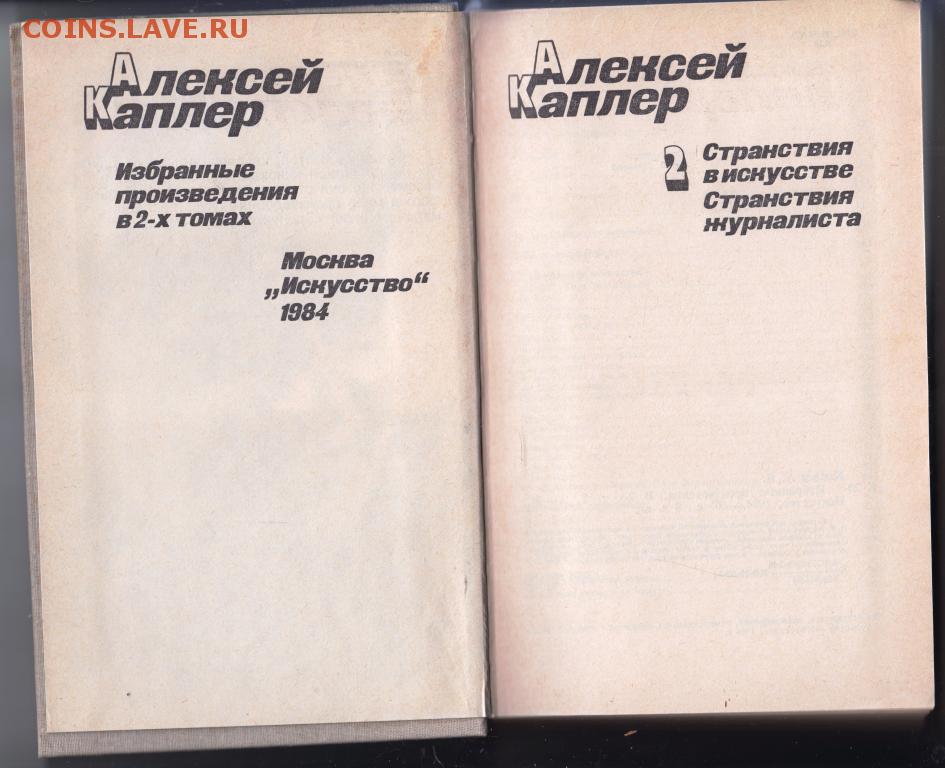 COINS.LAVE.RU
Алексей
Каплер
Избранные
произведения
в 2-х томах
Москва
„Искусство“
1984
Алексей
Каплер
2
Странствия
в искусстве
Странствия
журналиста